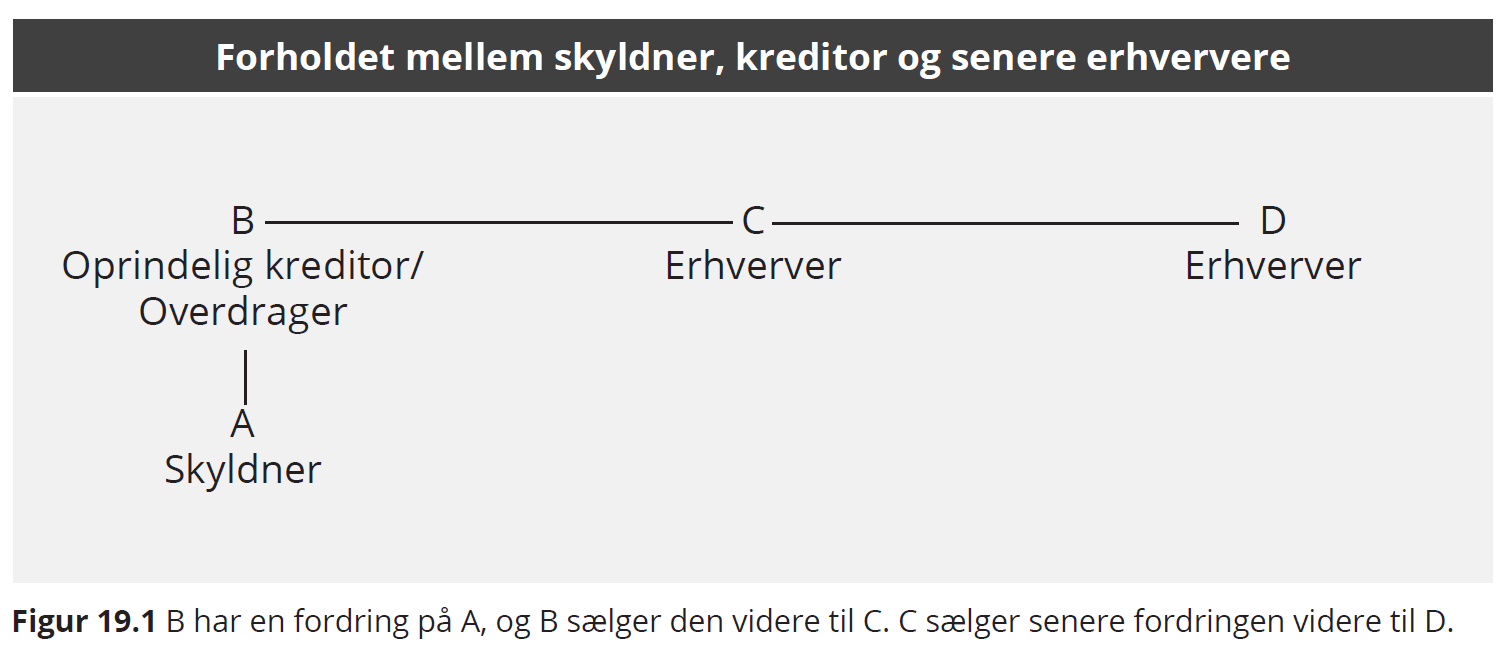 Forholdet mellem skyldner, kreditor og senere erhververe
B C D
Oprindelig kreditor/ Erhverver Erhverver
Overdrager
A
Skyldner
Figur 19.1 B har en fordring på A, og B sælger den videre til C. C sælger senere fordringen videre til D.